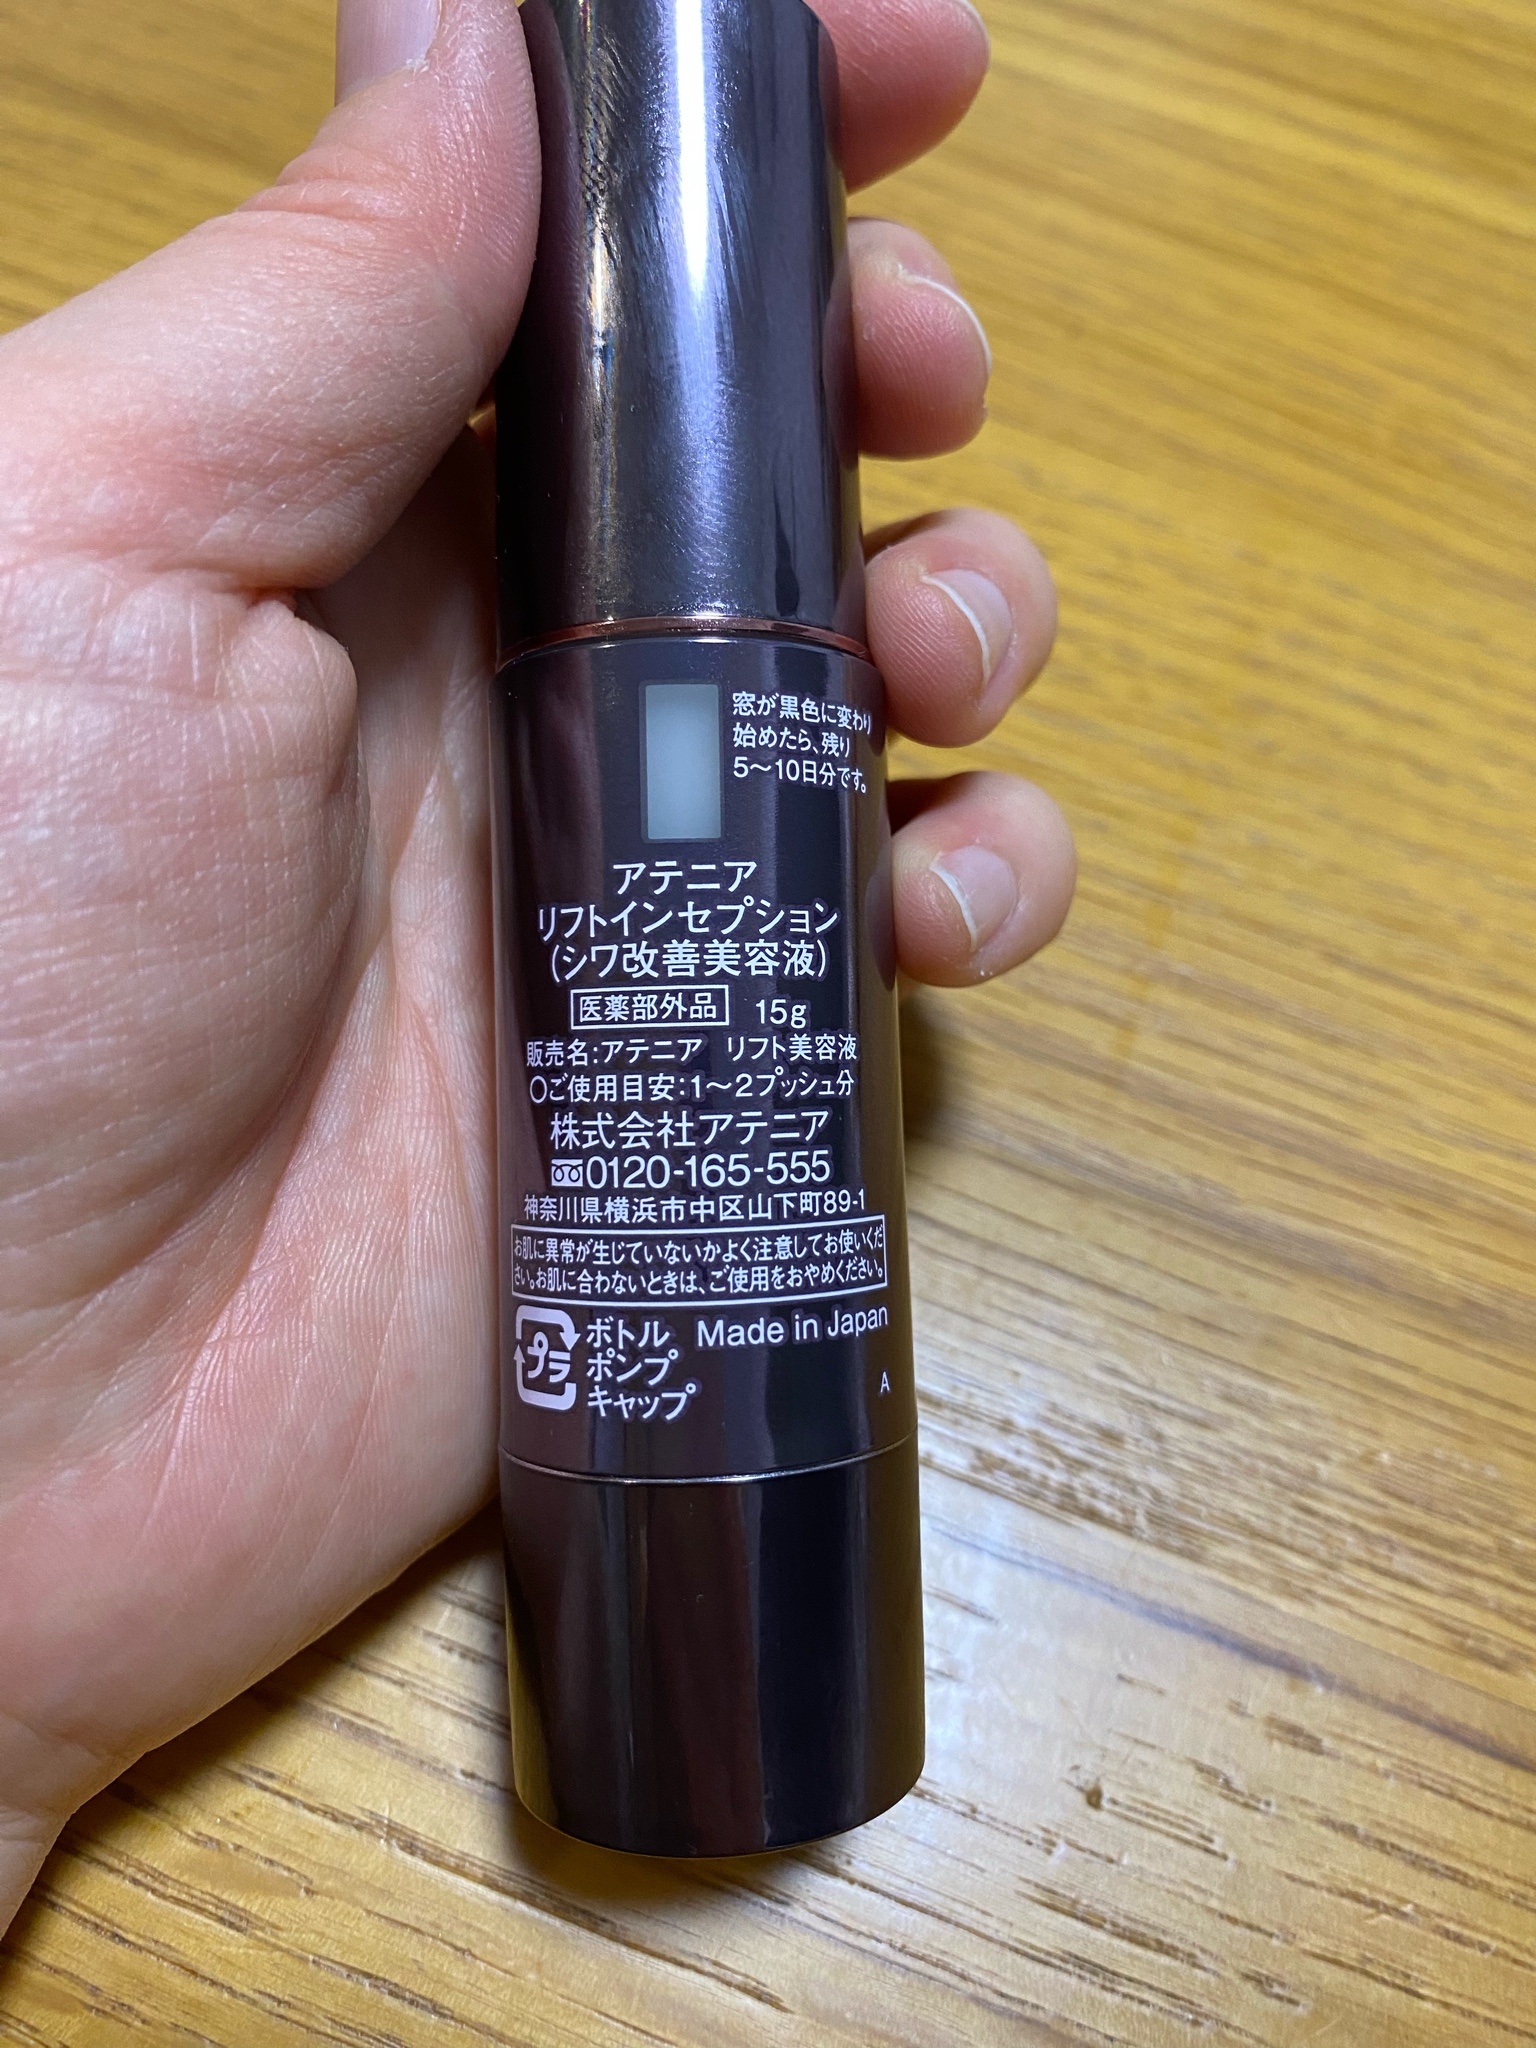 窓が黒色に変わり
始めたら、残り
5〜10日分です。
アテニア
リフトインセプション
(シワ改善美容液)
医薬部外品 15g
販売名:アテニア リフト美容液
○ご使用目安:1〜2プッシュ分
株式会社アテニア
0120-165-555
神奈川県横浜市中区山下町89-1
お肌に異常が生じていないかよく注意してお使いくだ
さい。お肌に合わないときは、ご使用をおやめください。
プラ ボトル Made in Japan
ポンプ
キャップ A